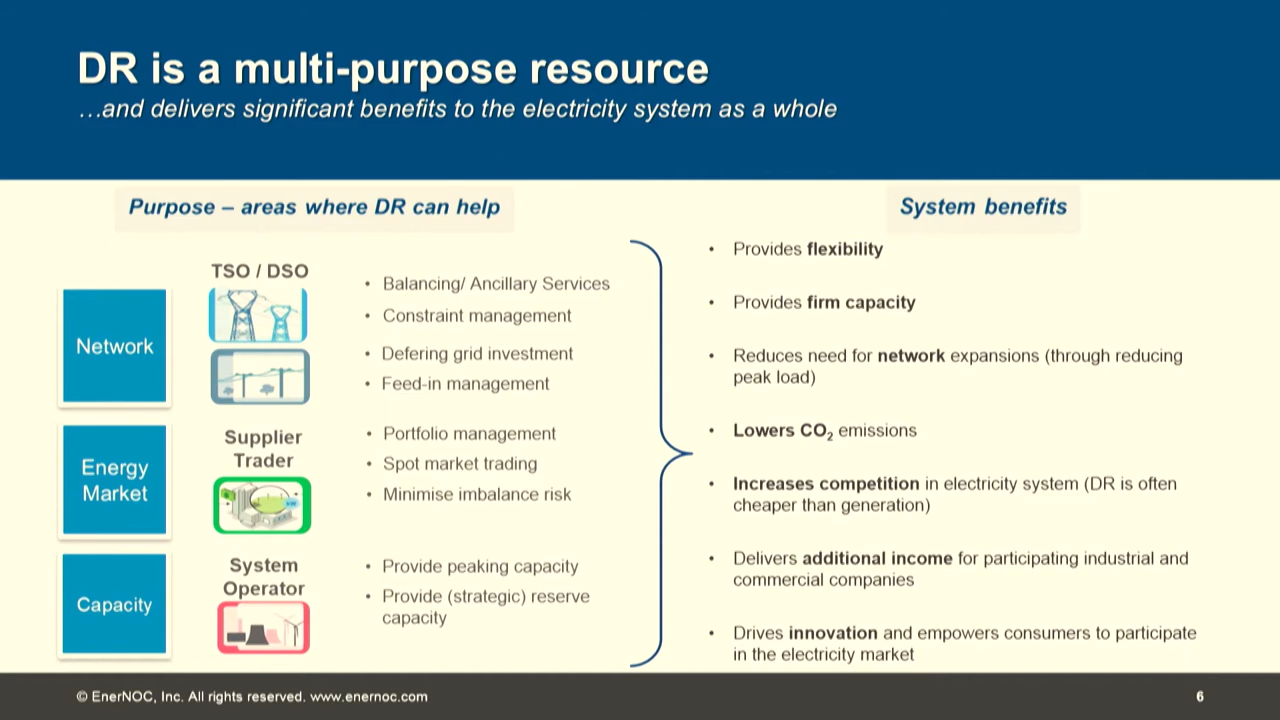 DR is a multi-purpose resource
…and delivers significant benefits to the electricity system as a whole
Purpose – areas where DR can help
Network
TSO / DSO
• Balancing/ Ancillary Services
• Constraint management
• Defering grid investment
• Feed-in management
Energy
Market
Supplier
Trader
• Portfolio management
• Spot market trading
• Minimise imbalance risk
Capacity
System
Operator
• Provide peaking capacity
• Provide (strategic) reserve
capacity
System benefits
• Provides flexibility
• Provides firm capacity
• Reduces need for network expansions (through reducing
peak load)
• Lowers CO₂ emissions
• Increases competition in electricity system (DR is often
cheaper than generation)
• Delivers additional income for participating industrial and
commercial companies
• Drives innovation and empowers consumers to participate
in the electricity market
© EnerNOC, Inc. All rights reserved. www.enernoc.com
6